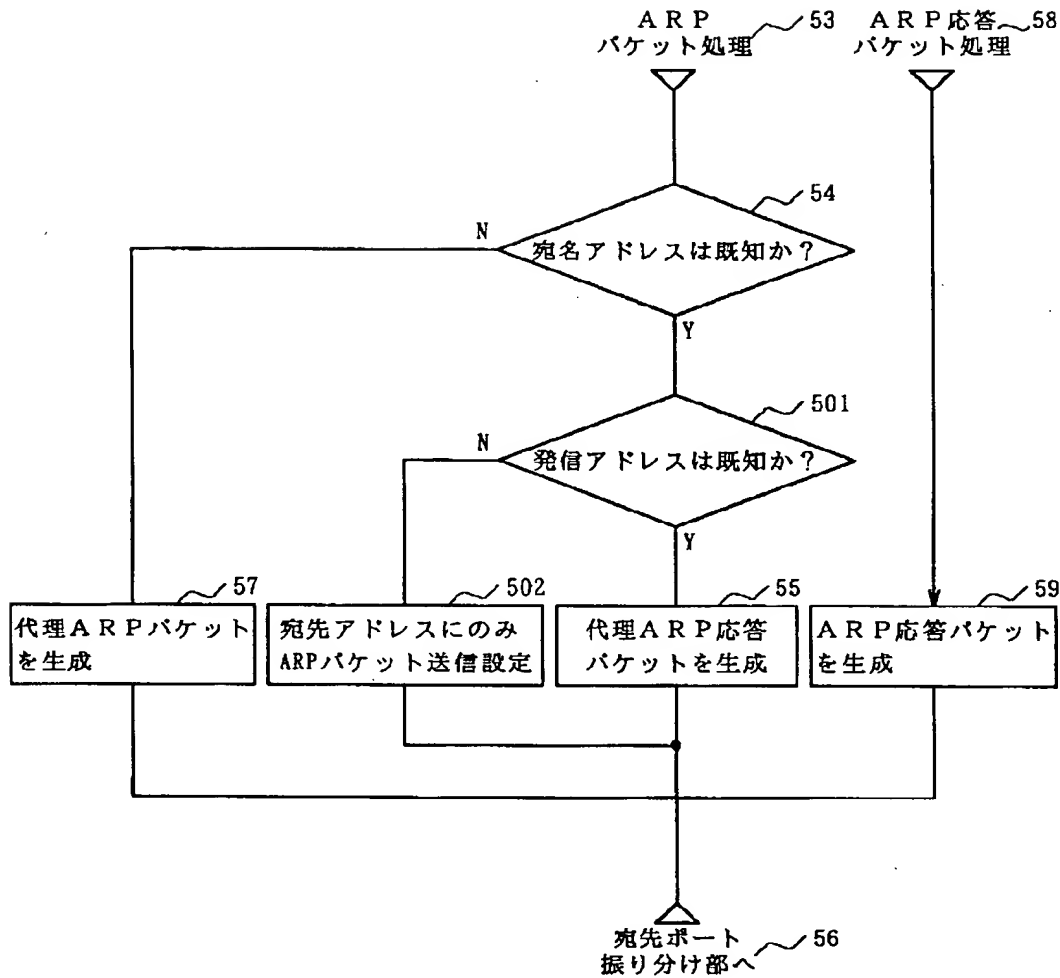 ARP
パケット処理
53
ARP応答
パケット処理
58
54
N
宛名アドレスは既知か?
Y
501
N
発信アドレスは既知か?
Y
57
代理ARPパケット
を生成
502
宛先アドレスにのみ
ARPパケット送信設定
55
代理ARP応答
パケットを生成
59
ARP応答パケット
を生成
宛先ポート
振り分け部へ
56